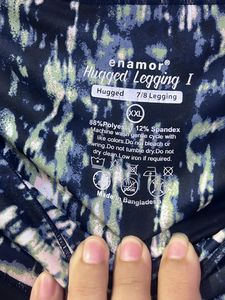 enamor®
Hugged Legging I
Hugged 7/8 Legging
XXL
88%Polyester 12% Spandex
Machine wash gentle cycle with
like colors.Do not bleach or
wring.Do not tumble dry.Do not
dry clean.Low iron if required.
Made in Bangladesh